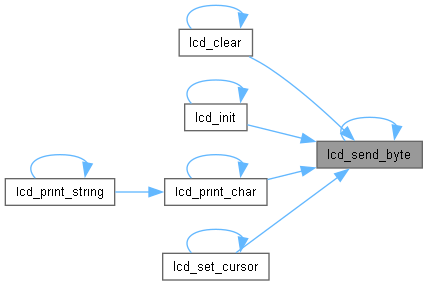 lcd_clear
lcd_init
lcd_send_byte
lcd_print_string
lcd_print_char
lcd_set_cursor